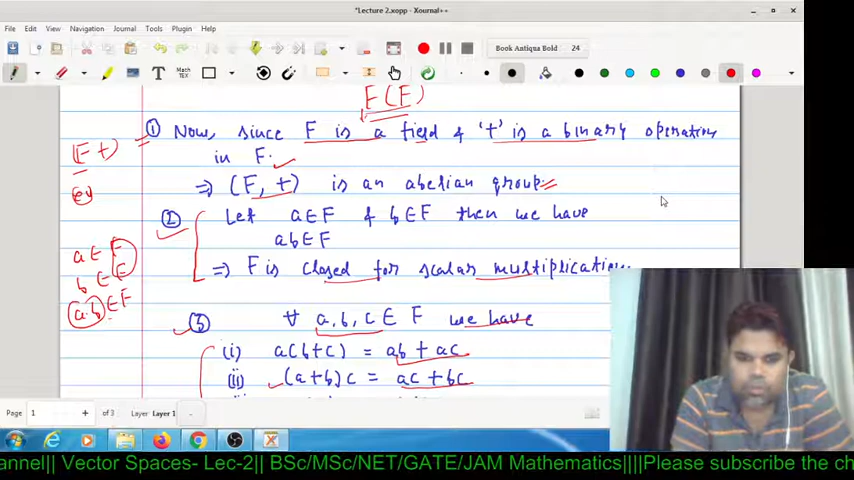 *Lecture 2.xopp - Xournal++
File Edit View Navigation Journal Tools Plugin Help
Book Antiqua Bold 24
F(F)
① Now, since F is a field & '+' is a binary operation
in F.
⇒ (F, +) is an abelian group.
② Let a∈F & b∈F then we have
ab∈F
⇒ F is closed for scalar multiplication.
③ ∀ a,b,c ∈ F we have
(i) a(b+c) = ab + ac
(ii) (a+b)c = ac + bc
(F +)
a ∈ F
b ∈ F
(a.b) ∈ F
Page 1 of 3 Layer Layer 1
annel|| Vector Spaces- Lec-2|| BSc/MSc/NET/GATE/JAM Mathematics||||Please subscribe the ch